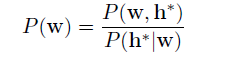 P(w) = P(w, h*) / P(h*|w)